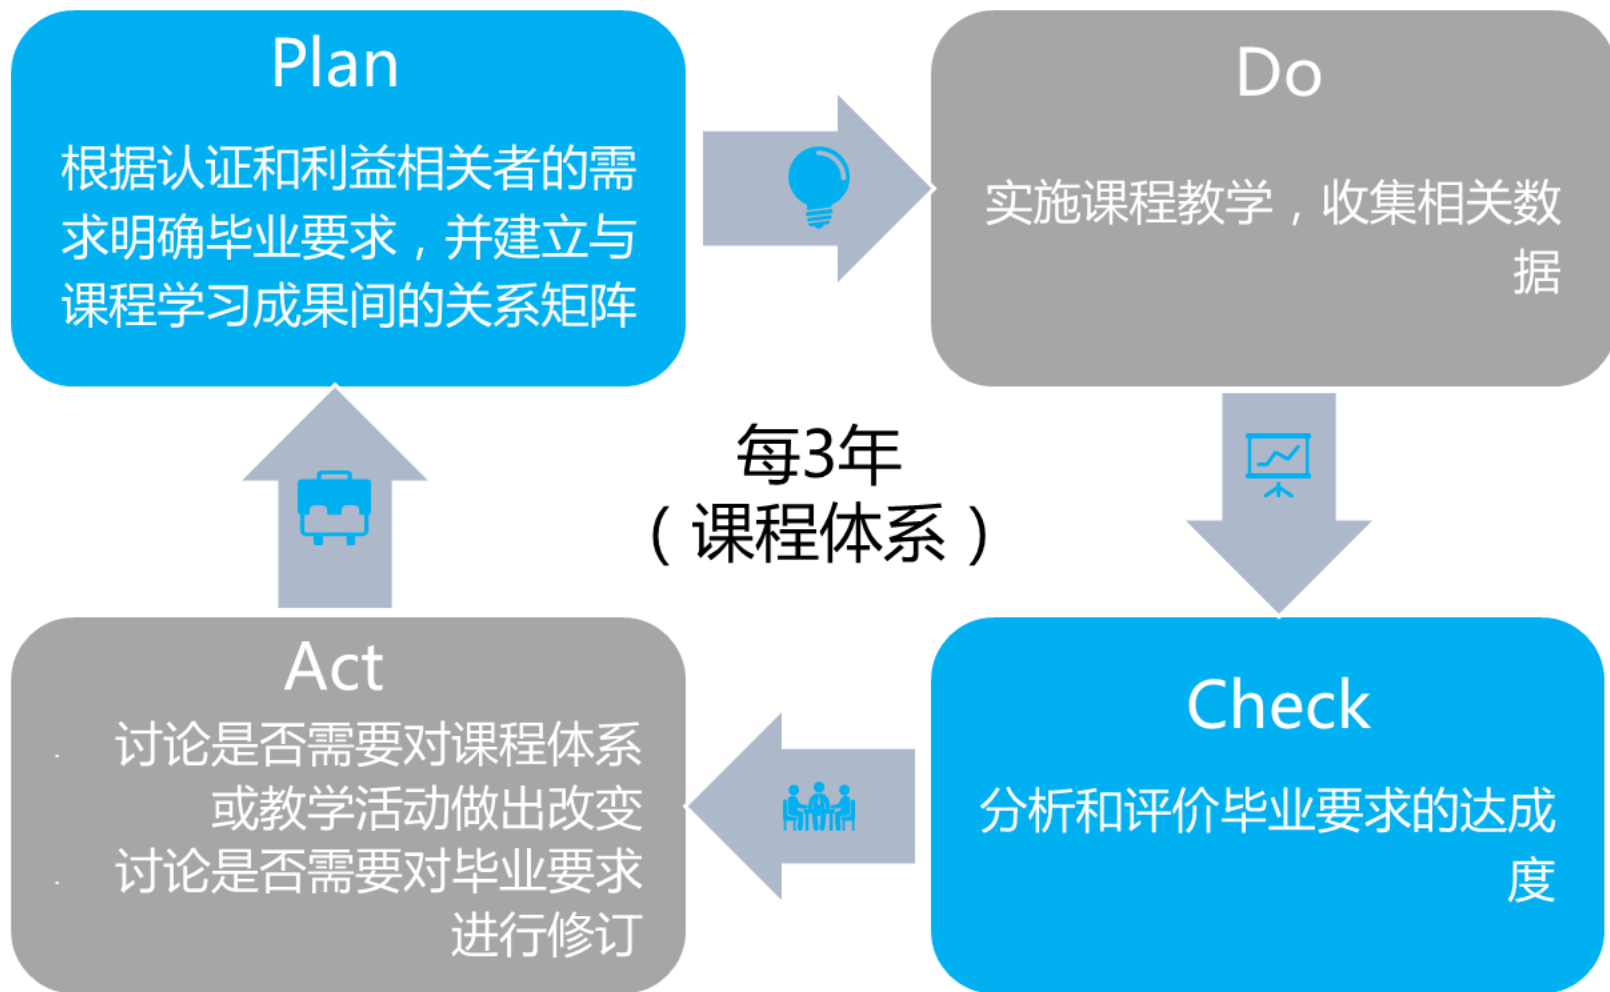 Plan
根据认证和利益相关者的需
求明确毕业要求，并建立与
课程学习成果间的关系矩阵
Do
实施课程教学，收集相关数
据
每3年
（课程体系）
Act
· 讨论是否需要对课程体系
或教学活动做出改变
· 讨论是否需要对毕业要求
进行修订
Check
分析和评价毕业要求的达成
度